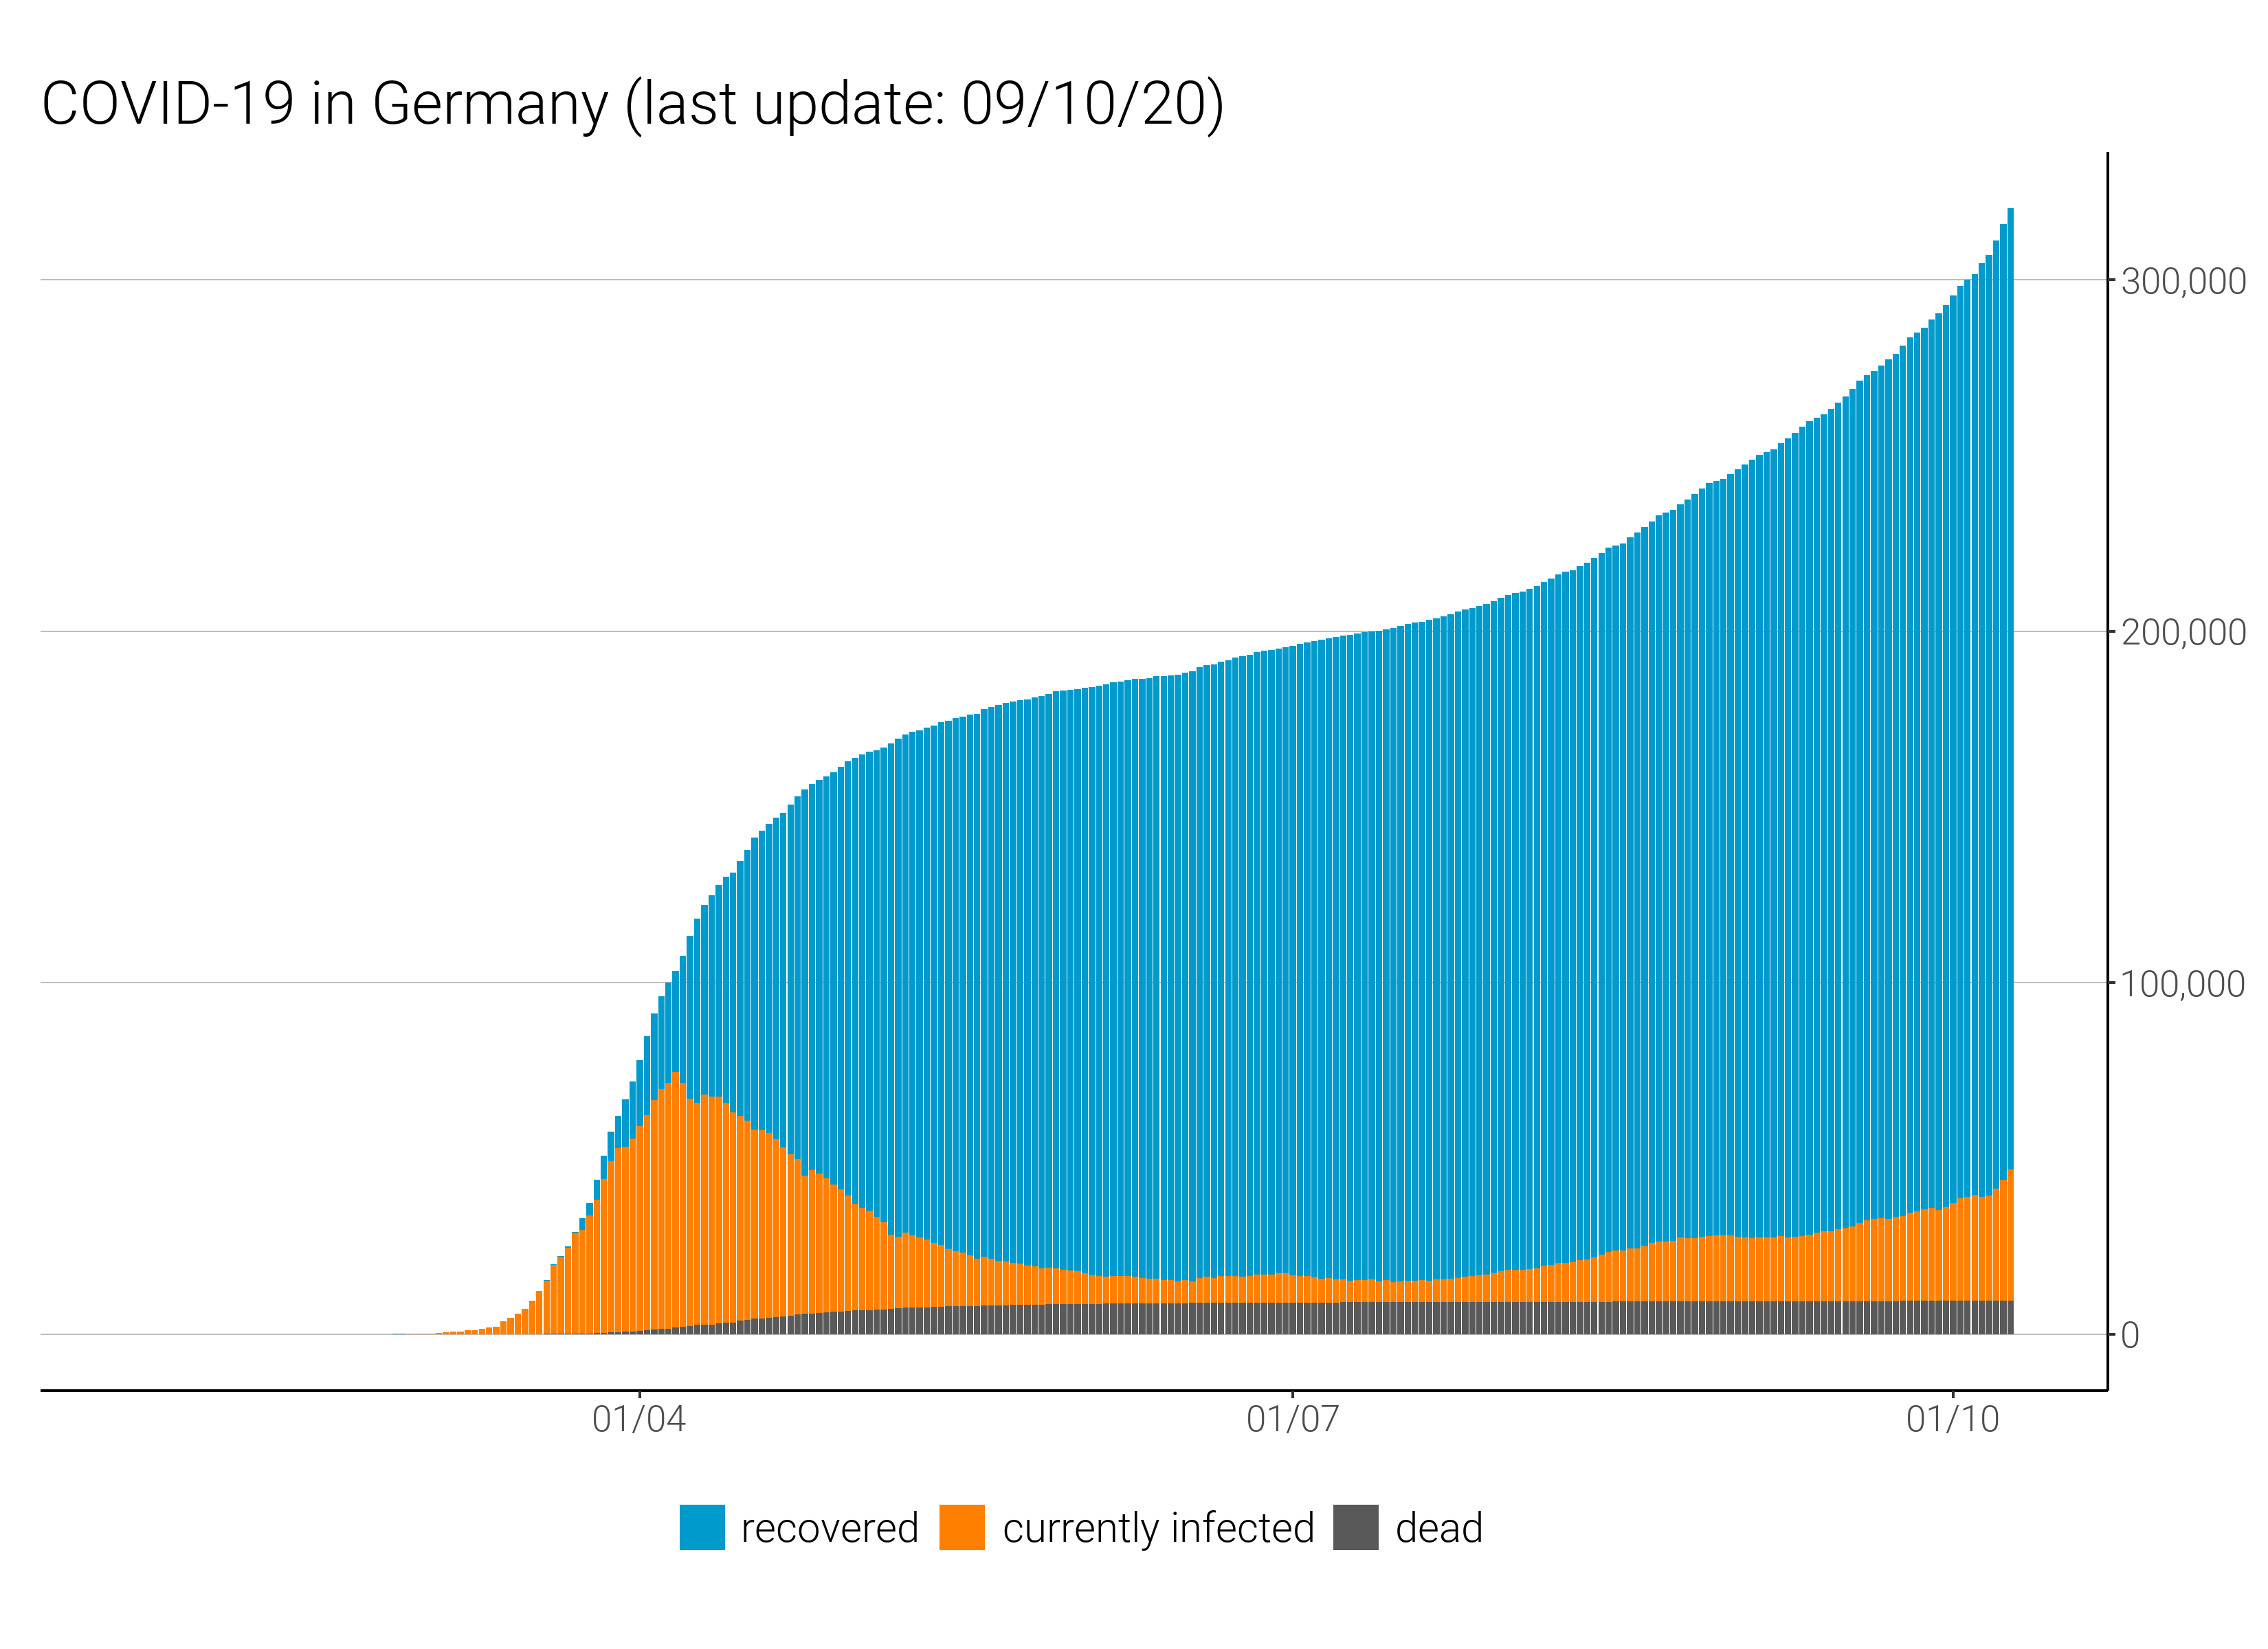 COVID-19 in Germany (last update: 09/10/20)
300,000
200,000
100,000
0
01/04 01/07 01/10
recovered currently infected dead